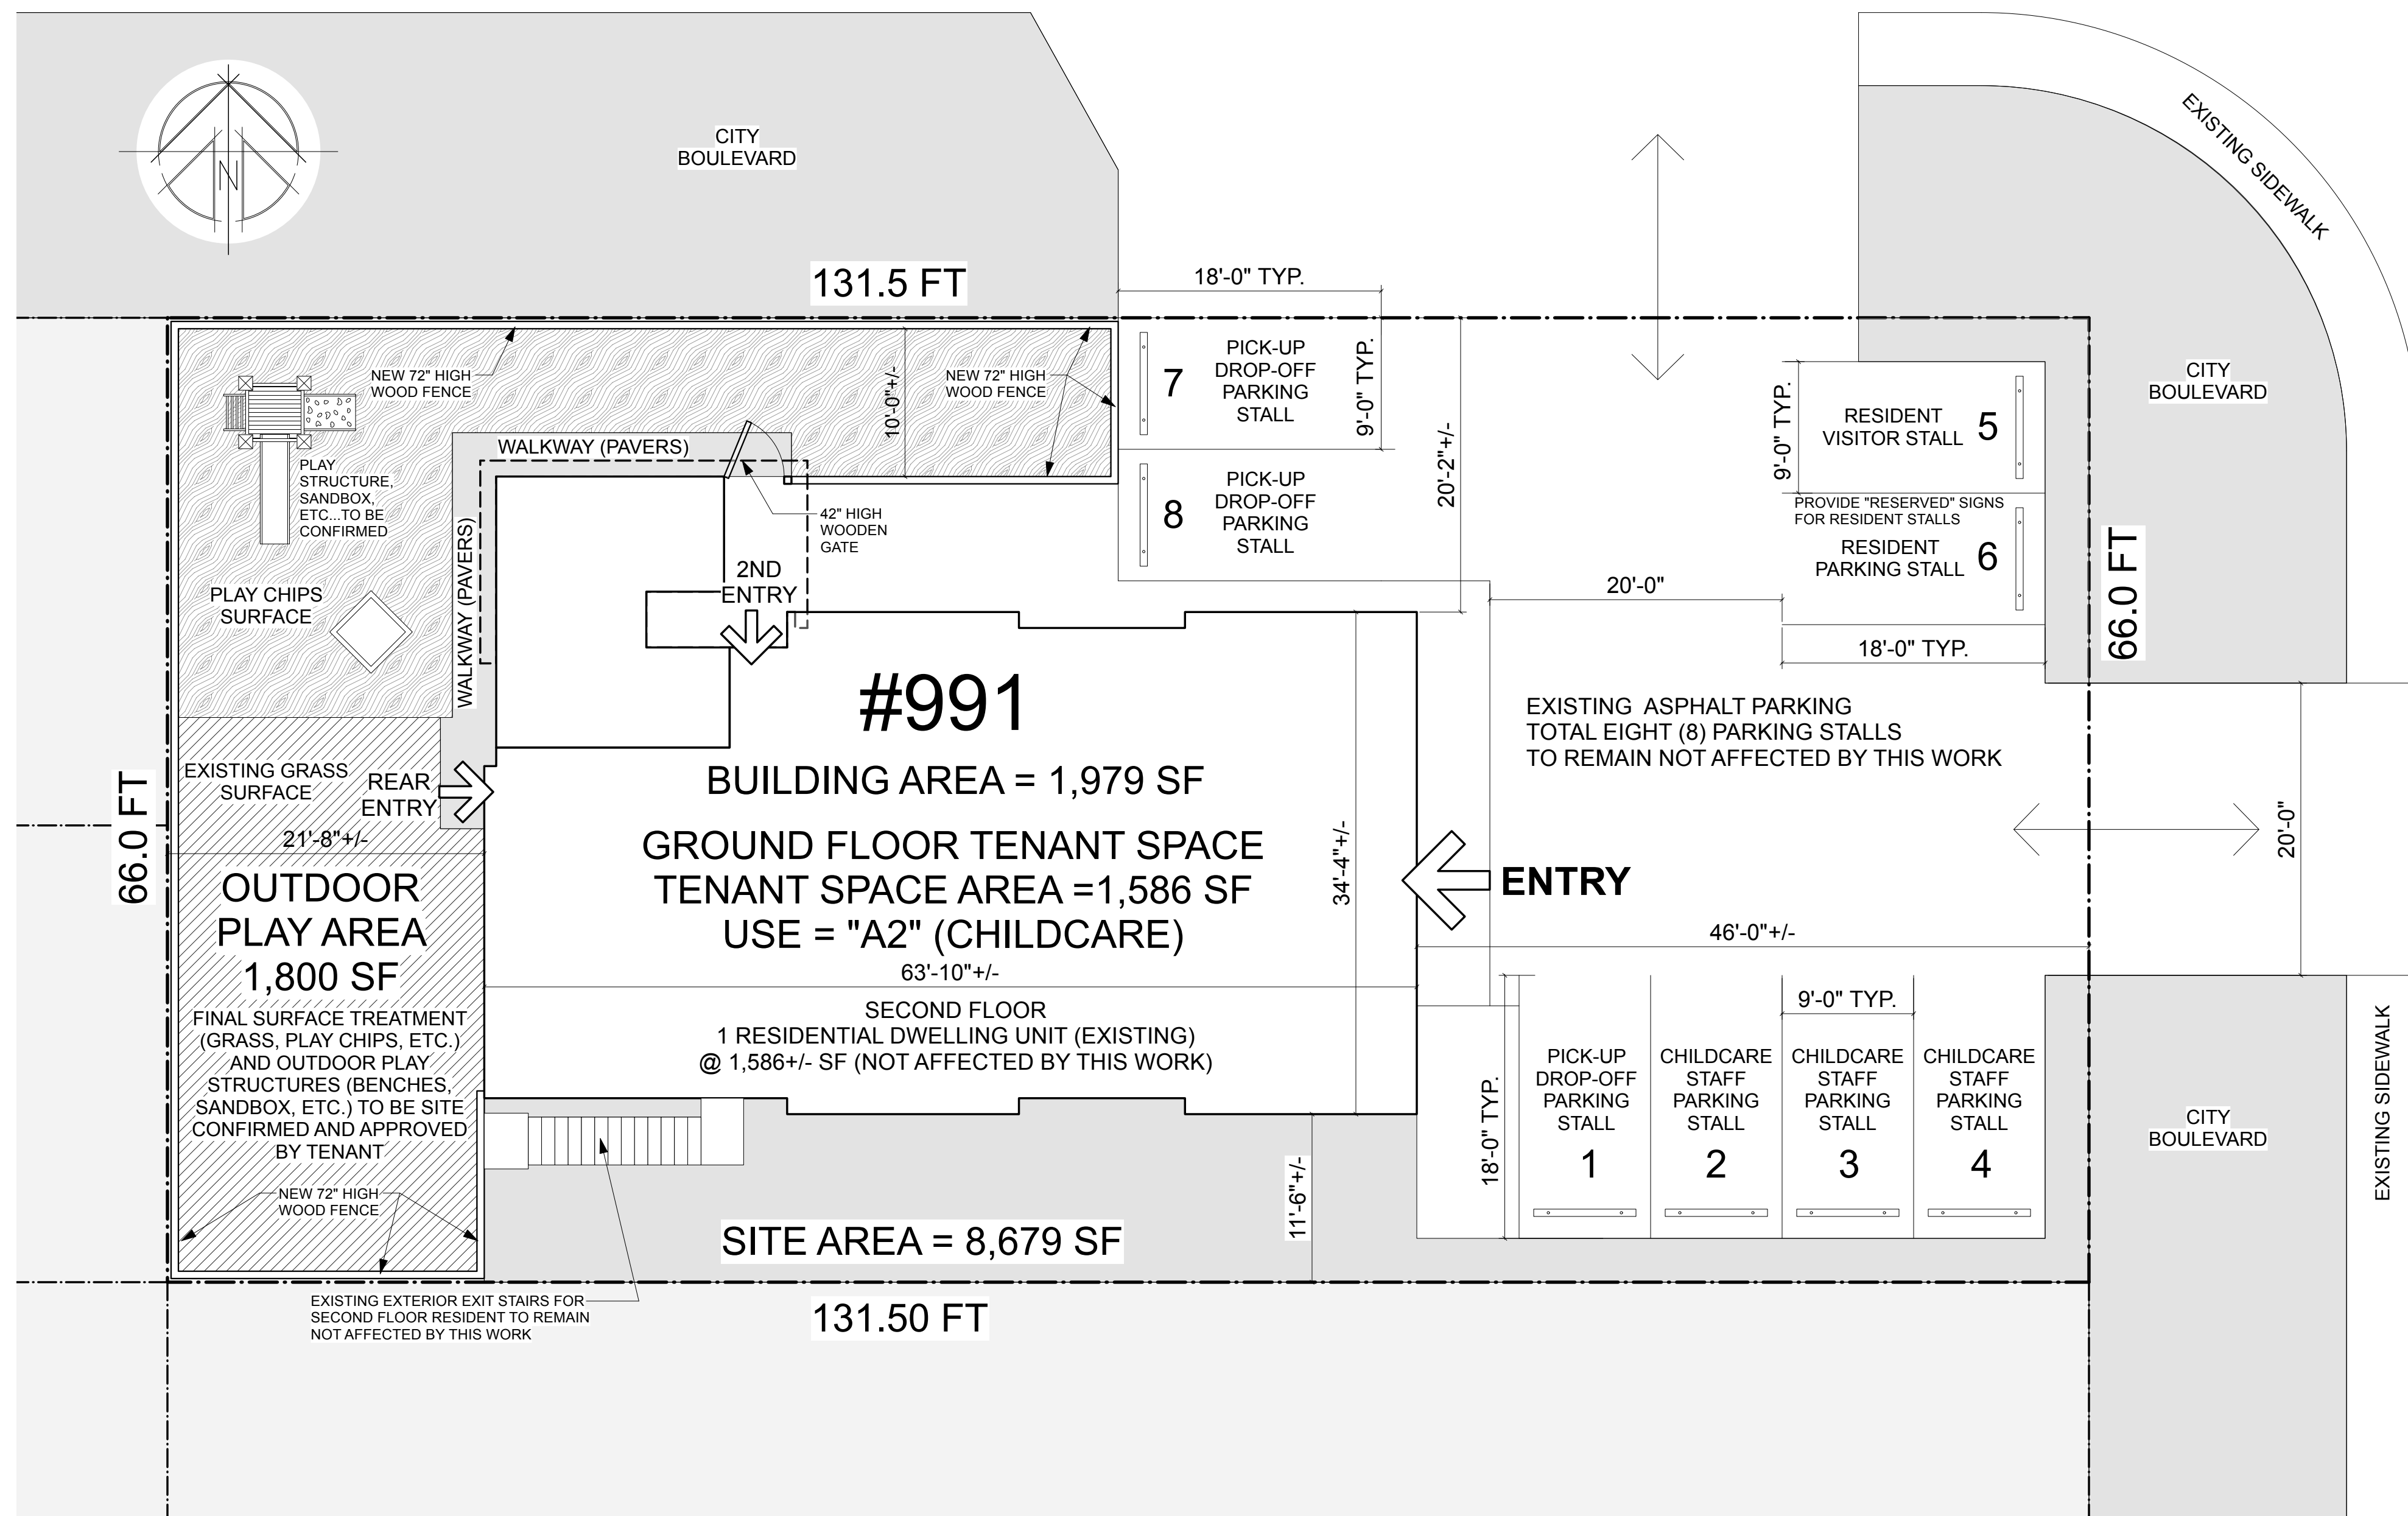 N
CITY
BOULEVARD
EXISTING SIDEWALK
131.5 FT
18'-0" TYP.
NEW 72" HIGH
WOOD FENCE
10'-0"+/-
NEW 72" HIGH
WOOD FENCE
7
PICK-UP
DROP-OFF
PARKING
STALL
9'-0" TYP.
20'-2"+/-
9'-0" TYP.
RESIDENT
VISITOR STALL
5
CITY
BOULEVARD
WALKWAY (PAVERS)
PLAY
STRUCTURE,
SANDBOX,
ETC...TO BE
CONFIRMED
WALKWAY (PAVERS)
42" HIGH
WOODEN
GATE
8
PICK-UP
DROP-OFF
PARKING
STALL
PROVIDE "RESERVED" SIGNS
FOR RESIDENT STALLS
RESIDENT
PARKING STALL
6
66.0 FT
2ND
ENTRY
PLAY CHIPS
SURFACE
20'-0"
18'-0" TYP.
#991
BUILDING AREA = 1,979 SF
GROUND FLOOR TENANT SPACE
TENANT SPACE AREA =1,586 SF
USE = "A2" (CHILDCARE)
63'-10"+/-
SECOND FLOOR
1 RESIDENTIAL DWELLING UNIT (EXISTING)
@ 1,586+/- SF (NOT AFFECTED BY THIS WORK)
34'-4"+/-
EXISTING ASPHALT PARKING
TOTAL EIGHT (8) PARKING STALLS
TO REMAIN NOT AFFECTED BY THIS WORK
20'-0"
66.0 FT
EXISTING GRASS
SURFACE
REAR
ENTRY
21'-8"+/-
OUTDOOR
PLAY AREA
1,800 SF
FINAL SURFACE TREATMENT
(GRASS, PLAY CHIPS, ETC.)
AND OUTDOOR PLAY
STRUCTURES (BENCHES,
SANDBOX, ETC.) TO BE SITE
CONFIRMED AND APPROVED
BY TENANT
NEW 72" HIGH
WOOD FENCE
ENTRY
46'-0"+/-
9'-0" TYP.
18'-0" TYP.
PICK-UP
DROP-OFF
PARKING
STALL
1
CHILDCARE
STAFF
PARKING
STALL
2
CHILDCARE
STAFF
PARKING
STALL
3
CHILDCARE
STAFF
PARKING
STALL
4
CITY
BOULEVARD
EXISTING SIDEWALK
11'-6"+/-
SITE AREA = 8,679 SF
EXISTING EXTERIOR EXIT STAIRS FOR
SECOND FLOOR RESIDENT TO REMAIN
NOT AFFECTED BY THIS WORK
131.50 FT